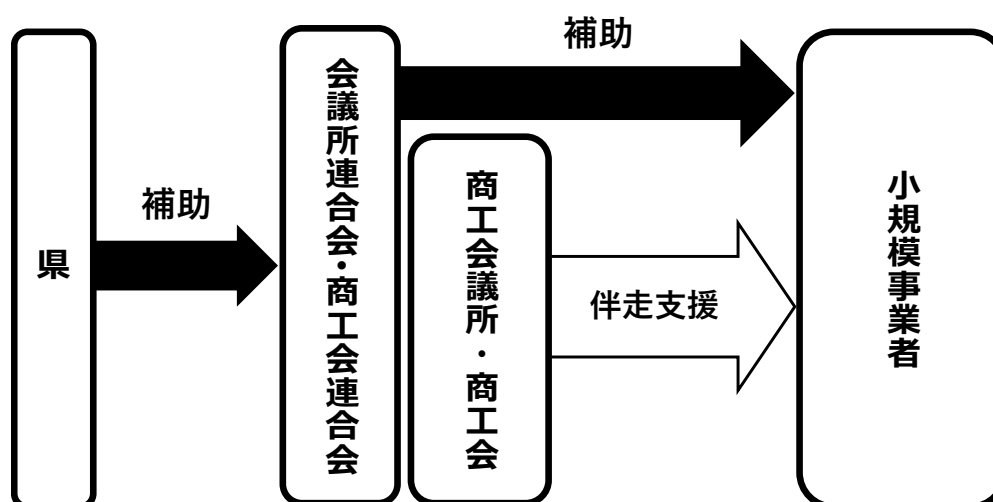 県
補助
会議所連合会・商工会連合会
補助
商工会議所・商工会
伴走支援
小規模事業者